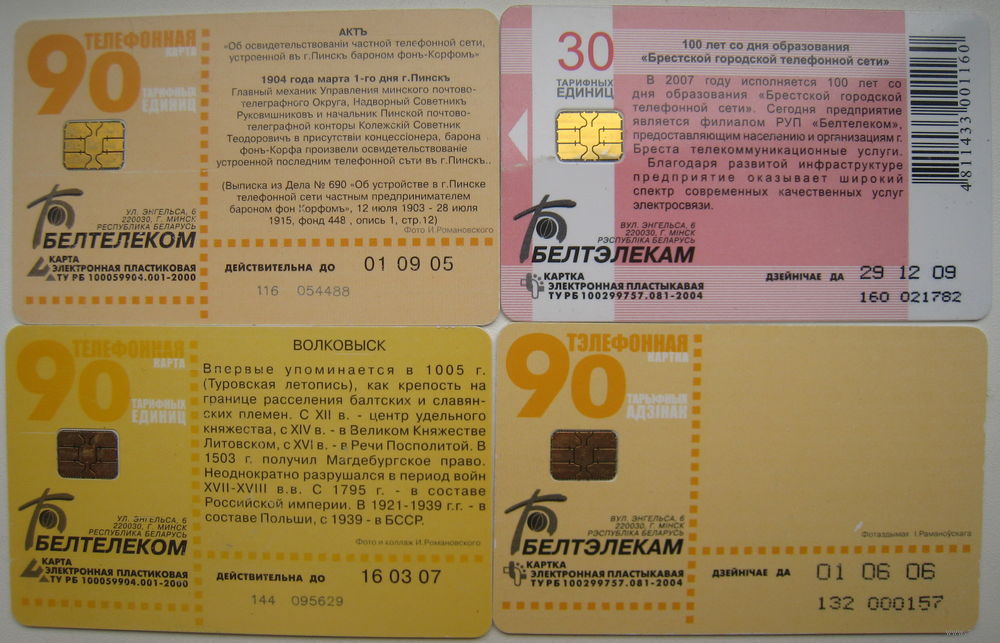 90
ТЕЛЕФОННАЯ
КАРТА
ТАРИФНЫХ
ЕДИНИЦ
АКТЪ
«Об освидетельствовании частной телефонной сети,
устроенной в г.Пинскъ бароном фонъ-Корфомъ»
1904 года марта 1-го дня г.Пинскъ
Главный механик Управления минского почтово-
телеграфного Округа, Надворный Советникъ
Руковишниковъ и начальник Пинской почтово-
телеграфной конторы Колежскій Советник
Теодоровичъ в присутствии концессіонера, барона
фонъ-Корфа произвели освидетельствованіе
устроенной последним телефонной съти въ г.Пинскъ..
(Выписка из Дела № 690 «Об устройстве в г.Пинске
телефонной сети частным предпринимателем
бароном фон Корфомъ», 12 июля 1903 - 28 июля
1915, фонд 448 , опись 1, стр.12)
Фото И.Романовского
УЛ. ЭНГЕЛЬСА, 6
220030, Г. МИНСК
РЕСПУБЛИКА БЕЛАРУСЬ
БЕЛТЕЛЕКОМ
КАРТА
ЭЛЕКТРОННАЯ ПЛАСТИКОВАЯ
ТУ РБ 100059904.001-2000
ДЕЙСТВИТЕЛЬНА ДО 01 09 05
116 054488
30
ТАРИФНЫХ
ЕДИНИЦ
100 лет со дня образования
«Брестской городской телефонной сети»
В 2007 году исполняется 100 лет со
дня образования «Брестской городской
телефонной сети». Сегодня предприятие
является филиалом РУП «Белтелеком»,
предоставляющим населению и организациям г.
Бреста телекоммуникационные услуги.
Благодаря развитой инфраструктуре
предприятие оказывает широкий
спектр современных качественных услуг
электросвязи.
4811433001160
ВУЛ. ЭНГЕЛЬСА, 6
220030, Г. МІНСК
РЭСПУБЛІКА БЕЛАРУСЬ
БЕЛТЭЛЕКАМ
КАРТКА
ЭЛЕКТРОННАЯ ПЛАСТЫКАВАЯ
ТУ РБ 100299757.081-2004
ДЗЕЙНІЧАЕ ДА 29 12 09
160 021782
90
ТЕЛЕФОННАЯ
КАРТА
ТАРИФНЫХ
ЕДИНИЦ
ВОЛКОВЫСК
Впервые упоминается в 1005 г.
(Туровская летопись), как крепость на
границе расселения балтских и славян-
ских племен. С XII в. - центр удельного
княжества, с XIV в. - в Великом Княжестве
Литовском, с XVI в. - в Речи Посполитой. В
1503 г. получил Магдебургское право.
Неоднократно разрушался в период войн
XVII-XVIII в.в. С 1795 г. - в составе
Российской империи. В 1921-1939 г.г. - в
составе Польши, с 1939 - в БССР.
Фото и коллаж И.Романовского
УЛ. ЭНГЕЛЬСА, 6
220030, Г. МИНСК
РЕСПУБЛИКА БЕЛАРУСЬ
БЕЛТЕЛЕКОМ
КАРТА
ЭЛЕКТРОННАЯ ПЛАСТИКОВАЯ
ТУ РБ 100059904.001-2000
ДЕЙСТВИТЕЛЬНА ДО 16 03 07
144 095629
90
ТЭЛЕФОННАЯ
КАРТКА
ТАРЫФНЫХ
АДЗІНАК
Фотаздымак І.Раманоўскага
ВУЛ. ЭНГЕЛЬСА, 6
220030, Г. МІНСК
РЭСПУБЛІКА БЕЛАРУСЬ
БЕЛТЭЛЕКАМ
КАРТКА
ЭЛЕКТРОННАЯ ПЛАСТЫКАВАЯ
ТУ РБ 100299757.081-2004
ДЗЕЙНІЧАЕ ДА 01 06 06
132 000157